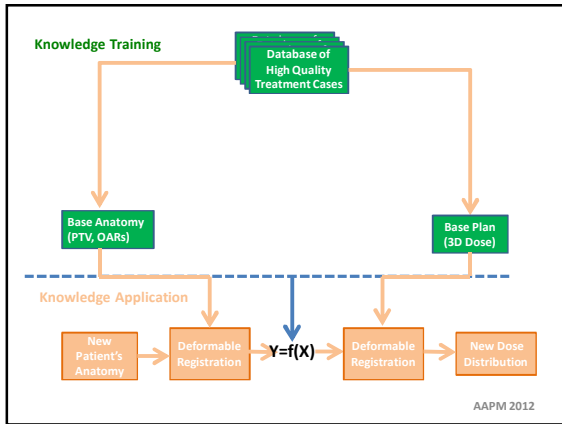 Knowledge Training
Database of
High Quality
Treatment Cases
Base Anatomy
(PTV, OARs)
Base Plan
(3D Dose)
Knowledge Application
New
Patient's
Anatomy
Deformable
Registration
Y=f(X)
Deformable
Registration
New Dose
Distribution
AAPM 2012